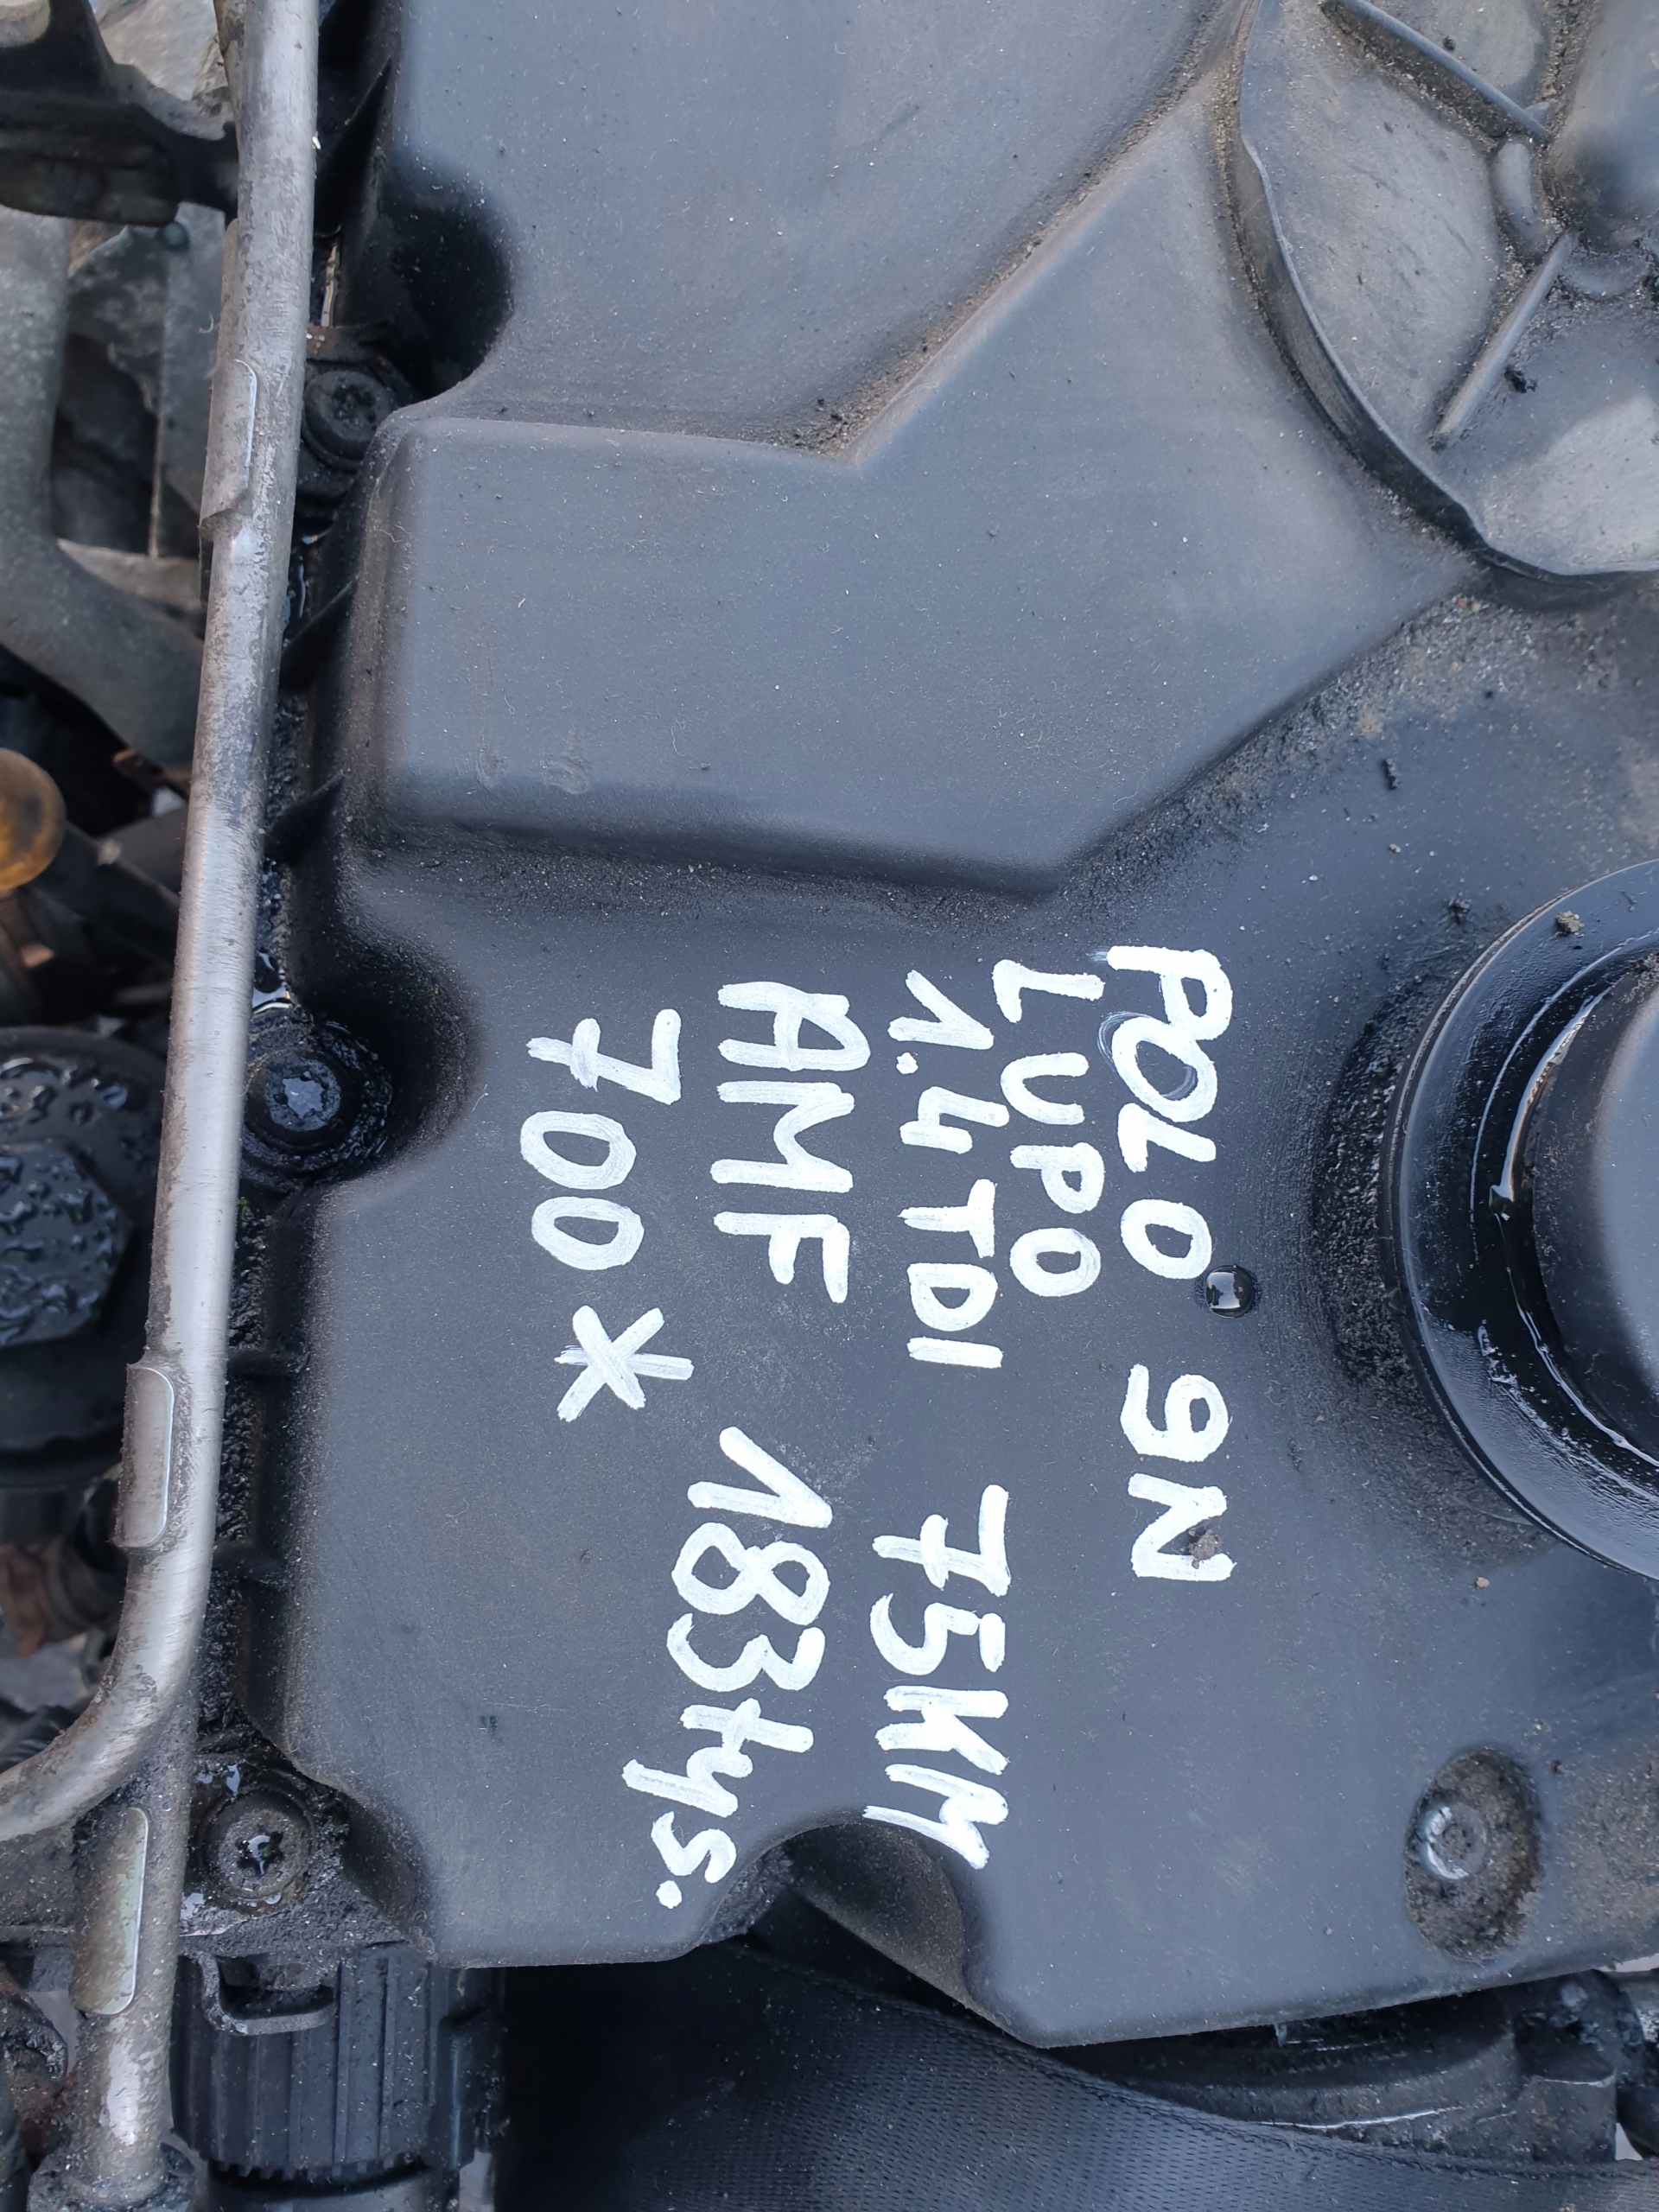 POLO 9N
LUPO
1.4 TDI 75KM
AMF 183tys.
700*